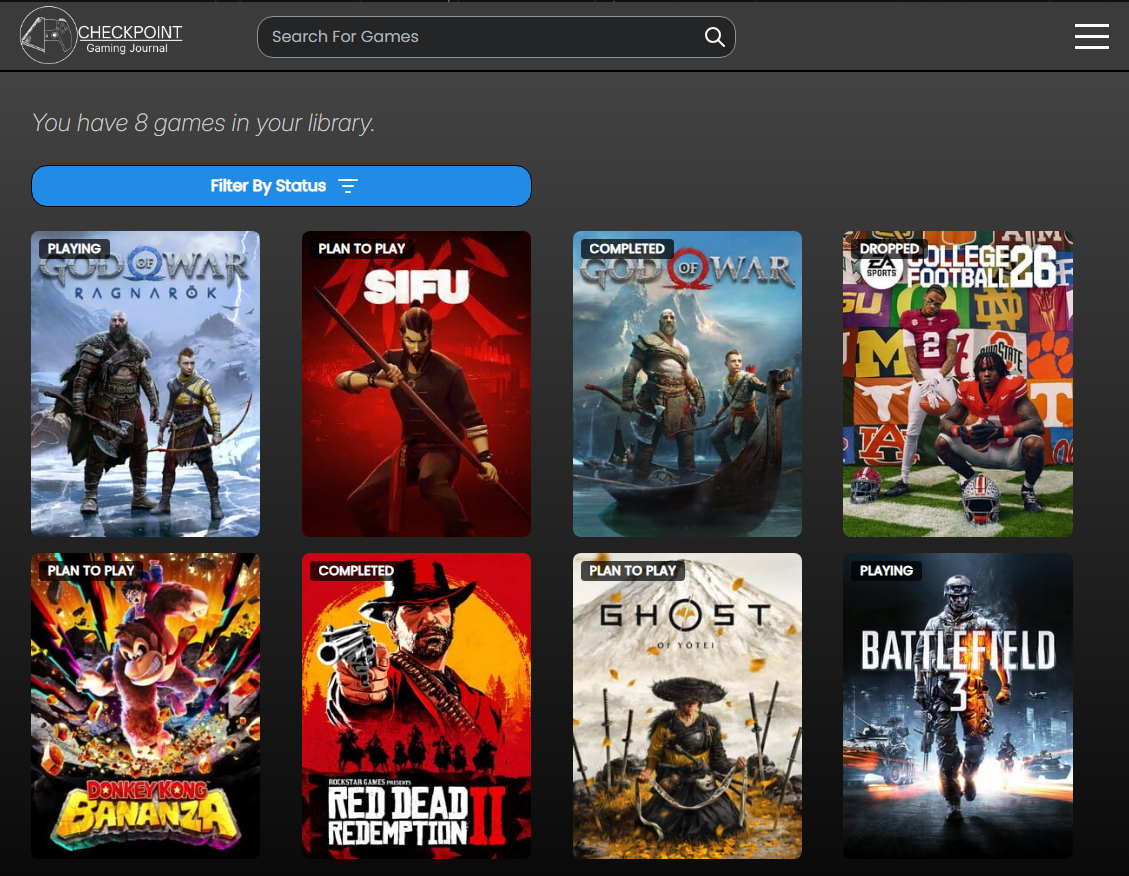 CHECKPOINT
Gaming Journal
Search For Games
You have 8 games in your library.
Filter By Status
PLAYING
GOD OF WAR
RAGNARÖK
PLAN TO PLAY
SIFU
COMPLETED
GOD OF WAR
DROPPED
EA
SPORTS
COLLEGE
FOOTBALL 26
M
2
OHIO STATE
T
PLAN TO PLAY
DONKEY KONG
BANANZA
COMPLETED
ROCKSTAR GAMES PRESENTS
RED DEAD
REDEMPTION II
PLAN TO PLAY
GHOST
OF YŌTEI
PLAYING
BATTLEFIELD
3